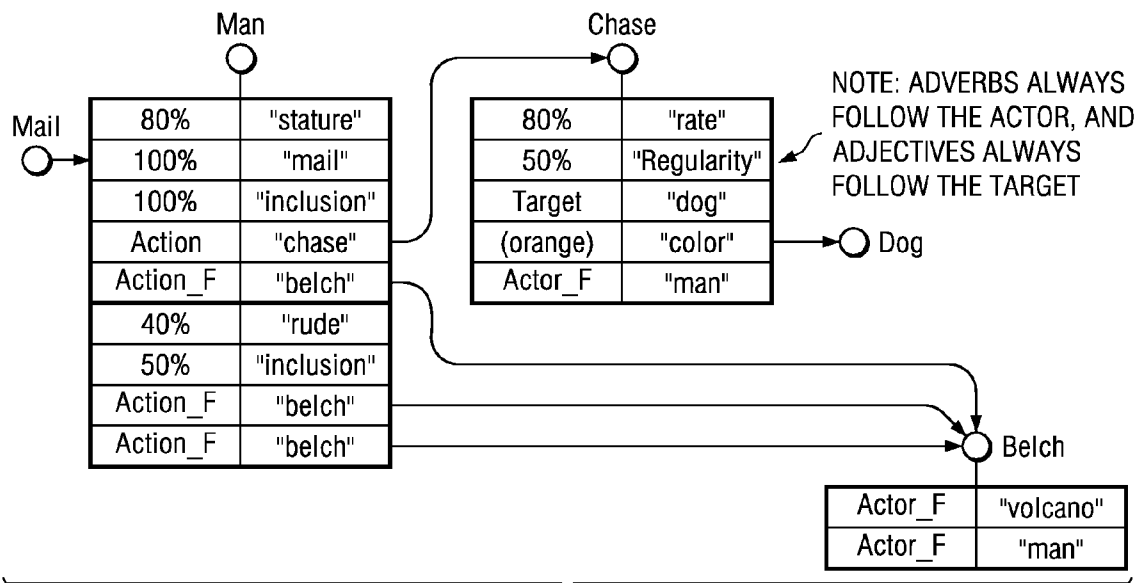 Man
Chase
Mail
80% "stature"
100% "mail"
100% "inclusion"
Action "chase"
Action_F "belch"
40% "rude"
50% "inclusion"
Action_F "belch"
Action_F "belch"
80% "rate"
50% "Regularity"
Target "dog"
(orange) "color"
Actor_F "man"
NOTE: ADVERBS ALWAYS
FOLLOW THE ACTOR, AND
ADJECTIVES ALWAYS
FOLLOW THE TARGET
Dog
Belch
Actor_F "volcano"
Actor_F "man"